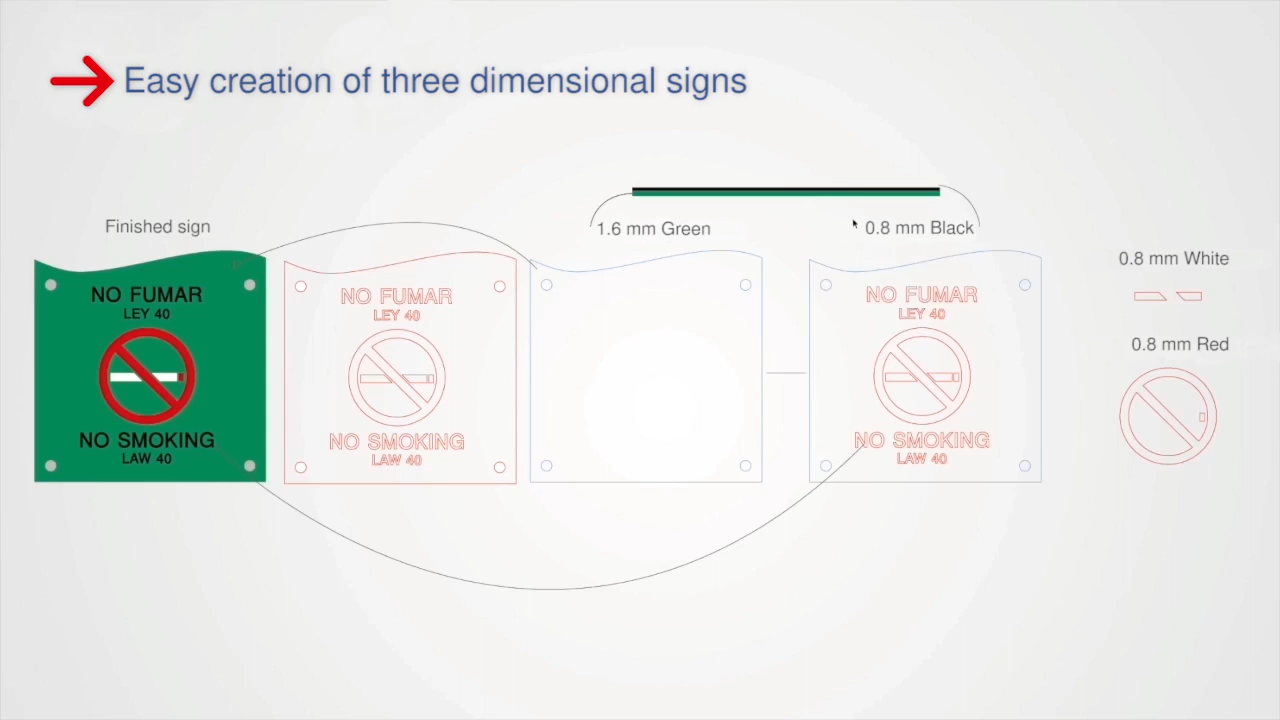 Easy creation of three dimensional signs
Finished sign
1.6 mm Green
0.8 mm Black
0.8 mm White
0.8 mm Red
NO FUMAR
LEY 40
NO SMOKING
LAW 40
NO FUMAR
LEY 40
NO SMOKING
LAW 40
NO FUMAR
LEY 40
NO SMOKING
LAW 40